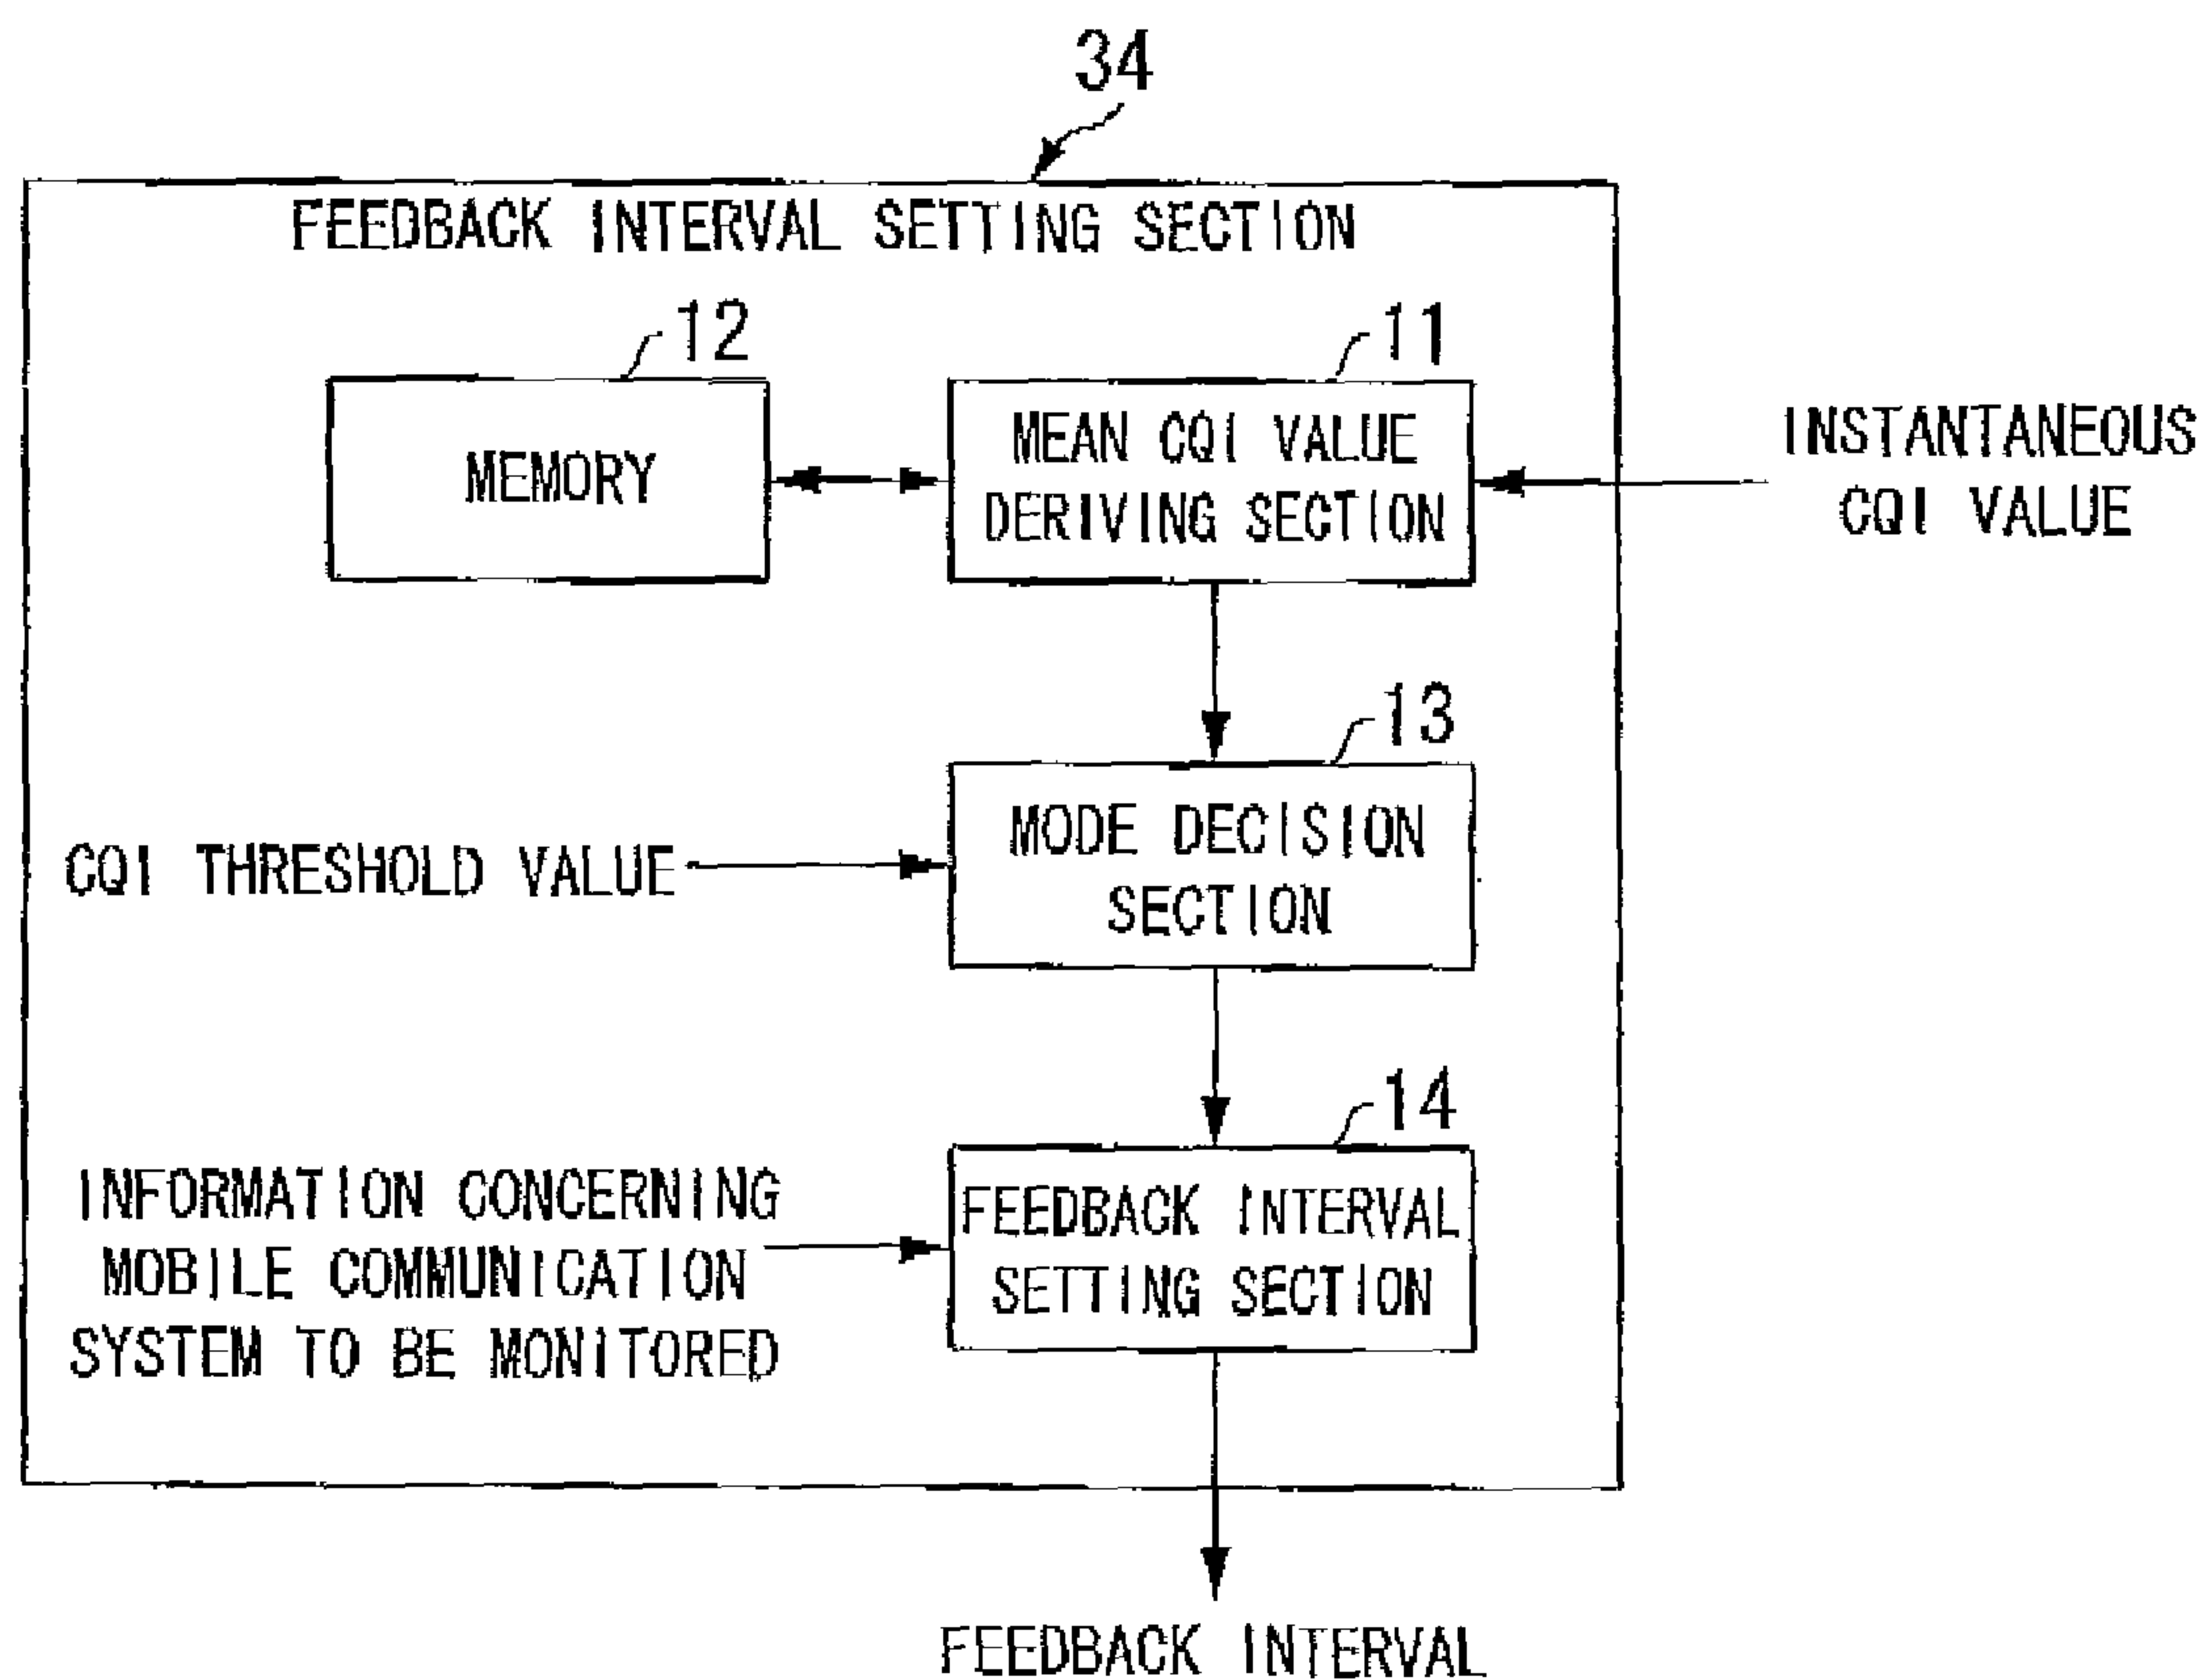 34
FEEDBACK INTERVAL SETTING SECTION
12
11
MEMORY
MEAN CQI VALUE
DERIVING SECTION
INSTANTANEOUS
CQI VALUE
13
CQI THRESHOLD VALUE
MODE DECISION
SECTION
14
INFORMATION CONCERNING
MOBILE COMMUNICATION
SYSTEM TO BE MONITORED
FEEDBACK INTERVAL
SETTING SECTION
FEEDBACK INTERVAL